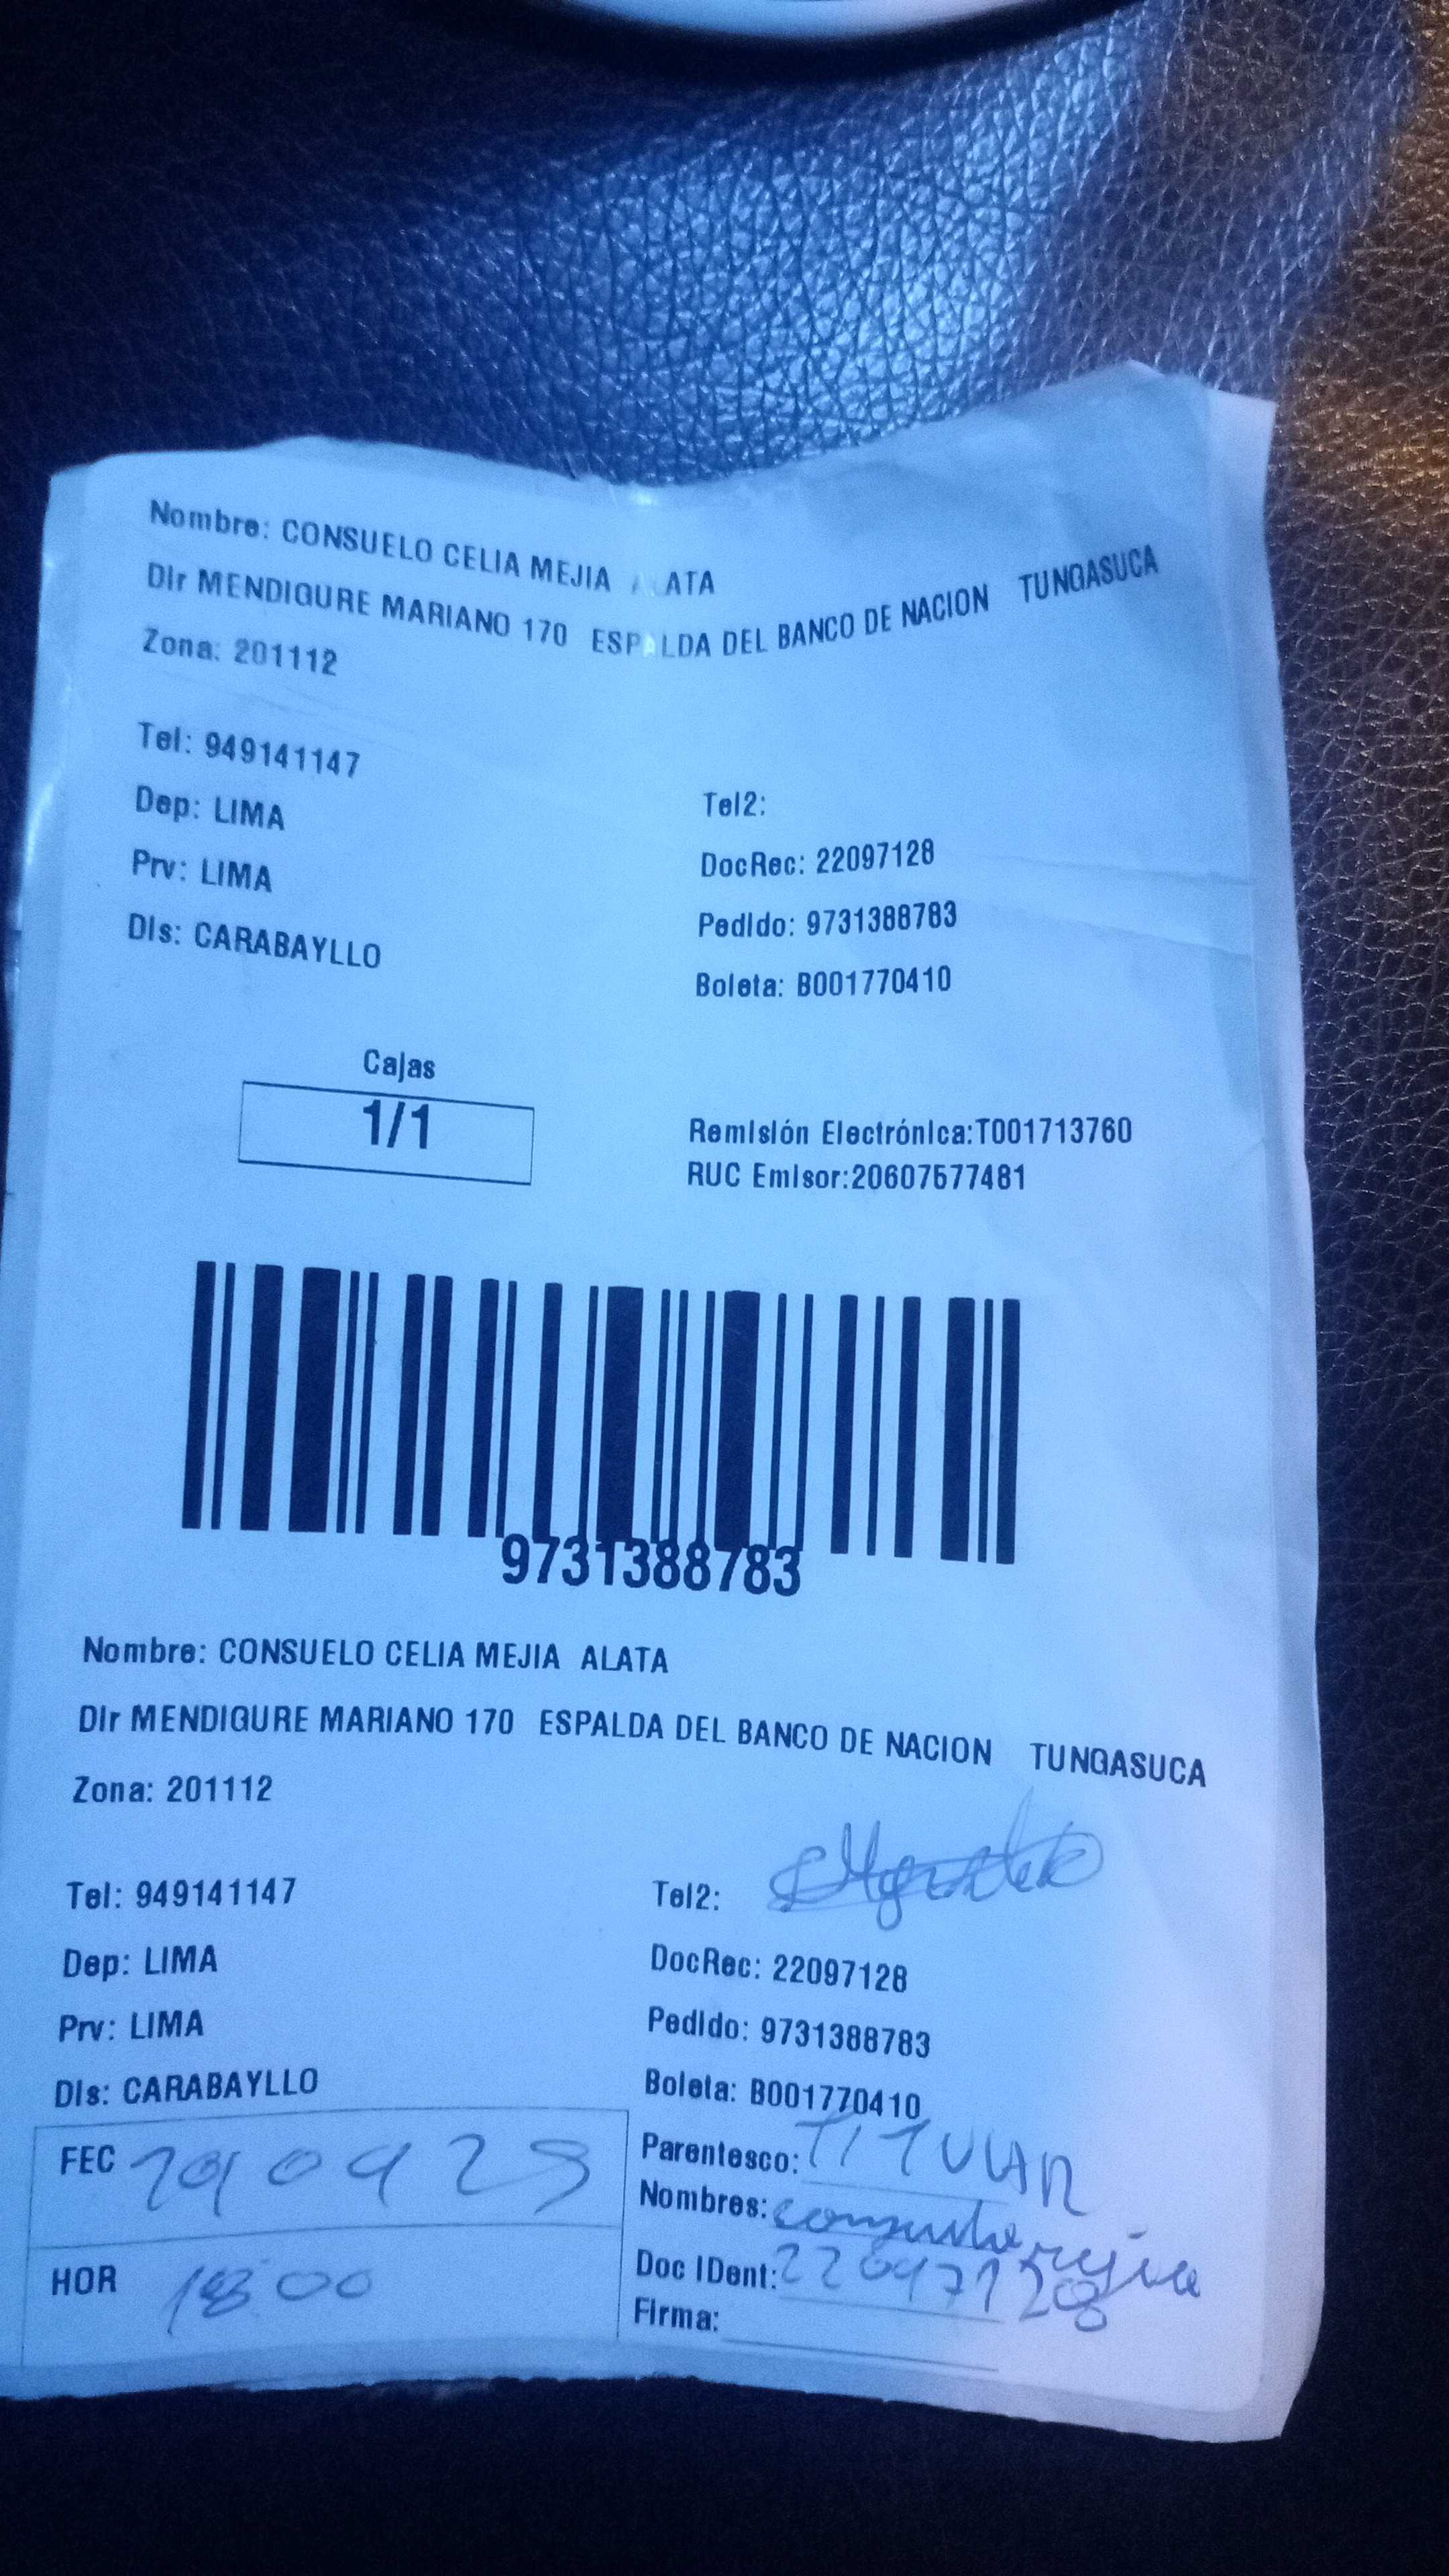 Nombre: CONSUELO CELIA MEJIA ALATA
Dir MENDIGURE MARIANO 170 ESPALDA DEL BANCO DE NACION TUNGASUCA
Zona: 201112
Tel: 949141147
Tel2:
Dep: LIMA
DocRec: 22097128
Prv: LIMA
Pedido: 9731388783
Dis: CARABAYLLO
Boleta: B001770410
Cajas
1/1
Remisión Electrónica:T001713760
RUC Emisor:20607577481
9731388783
Nombre: CONSUELO CELIA MEJIA ALATA
Dir MENDIGURE MARIANO 170 ESPALDA DEL BANCO DE NACION TUNGASUCA
Zona: 201112
Tel: 949141147
Tel2:
Dep: LIMA
DocRec: 22097128
Prv: LIMA
Pedido: 9731388783
Dis: CARABAYLLO
Boleta: B001770410
FEC
Parentesco: TITULAR
Nombres: consuelo mejia
HOR 18:00
Doc IDent: 22097128
Firma: